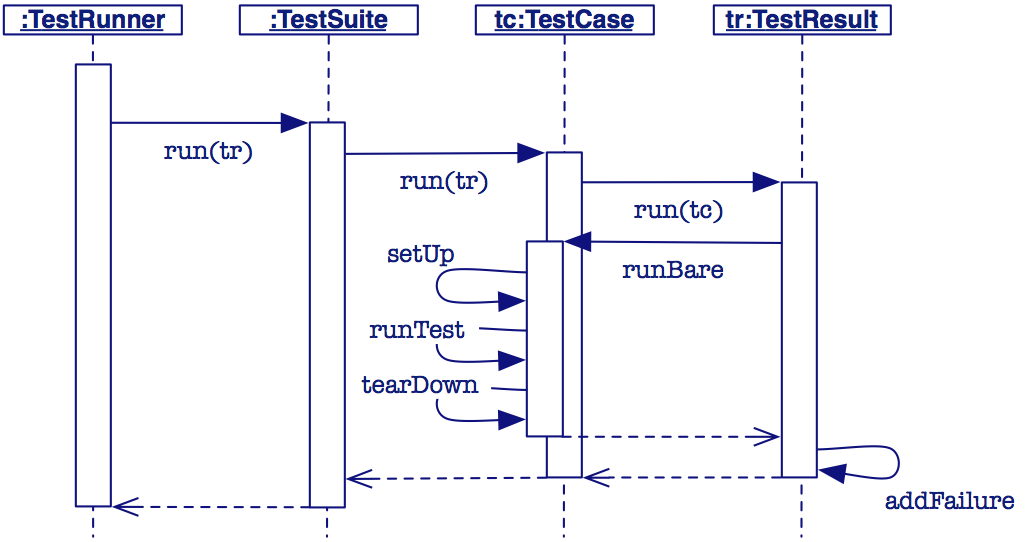 :TestRunner
:TestSuite
tc:TestCase
tr:TestResult
run(tr)
run(tr)
run(tc)
setUp
runBare
runTest
tearDown
addFailure